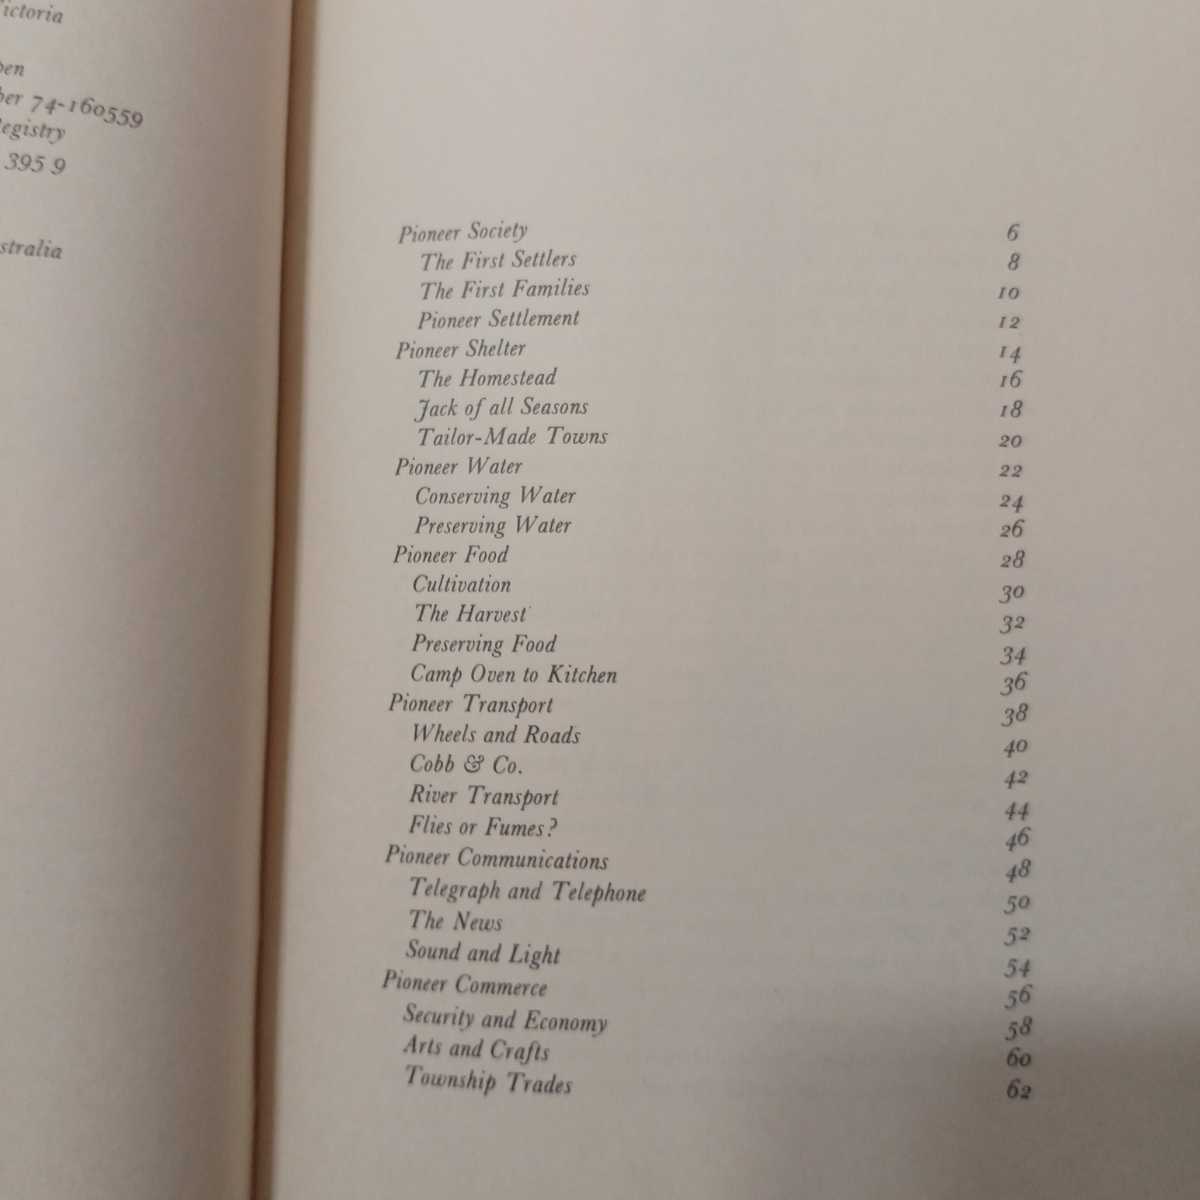 ictoria
pen
ber 74-160559
egistry
395 9
stralia
Pioneer Society 6
The First Settlers 8
The First Families 10
Pioneer Settlement 12
Pioneer Shelter 14
The Homestead 16
Jack of all Seasons 18
Tailor-Made Towns 20
Pioneer Water 22
Conserving Water 24
Preserving Water 26
Pioneer Food 28
Cultivation 30
The Harvest 32
Preserving Food 34
Camp Oven to Kitchen 36
Pioneer Transport 38
Wheels and Roads 40
Cobb & Co. 42
River Transport 44
Flies or Fumes? 46
Pioneer Communications 48
Telegraph and Telephone 50
The News 52
Sound and Light 54
Pioneer Commerce 56
Security and Economy 58
Arts and Crafts 60
Township Trades 62